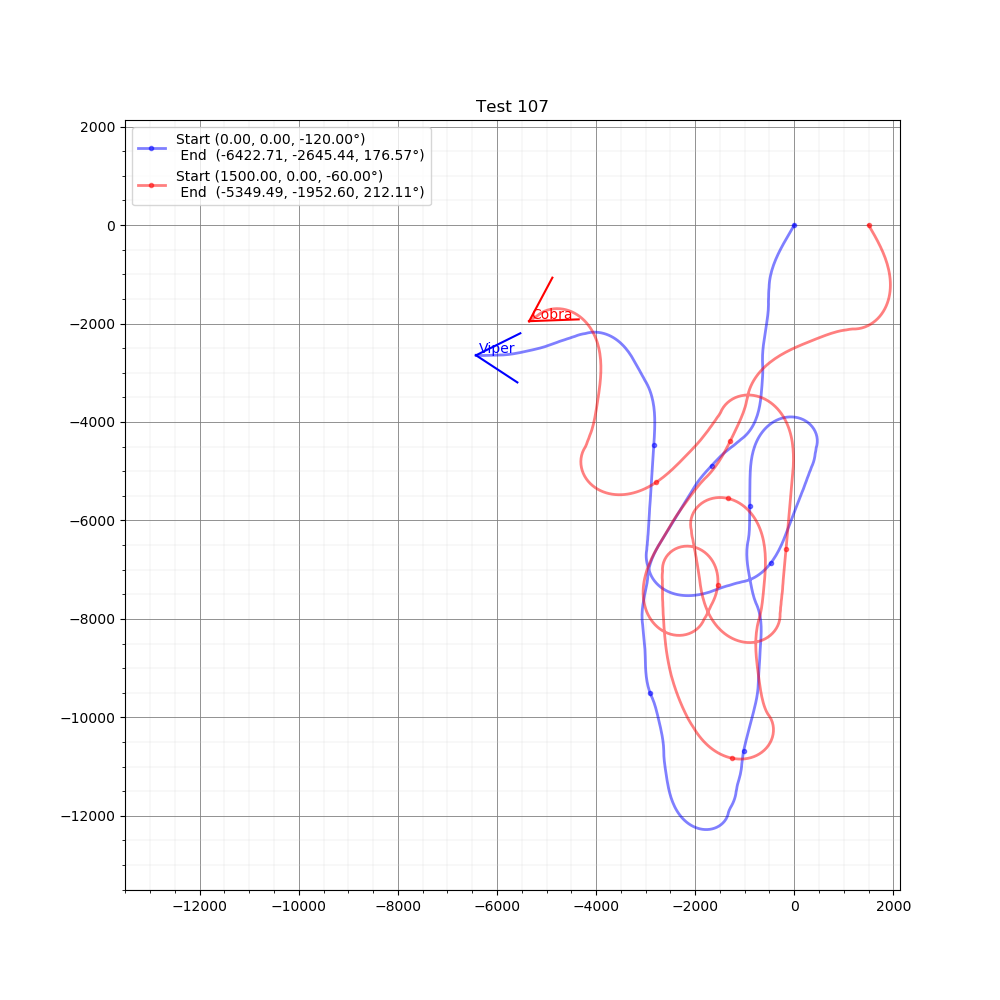 Test 107
Start (0.00, 0.00, -120.00°)
End  (-6422.71, -2645.44, 176.57°)
Start (1500.00, 0.00, -60.00°)
End  (-5349.49, -1952.60, 212.11°)
2000
0
−2000
−4000
−6000
−8000
−10000
−12000
Cobra
Viper
−12000
−10000
−8000
−6000
−4000
−2000
0
2000